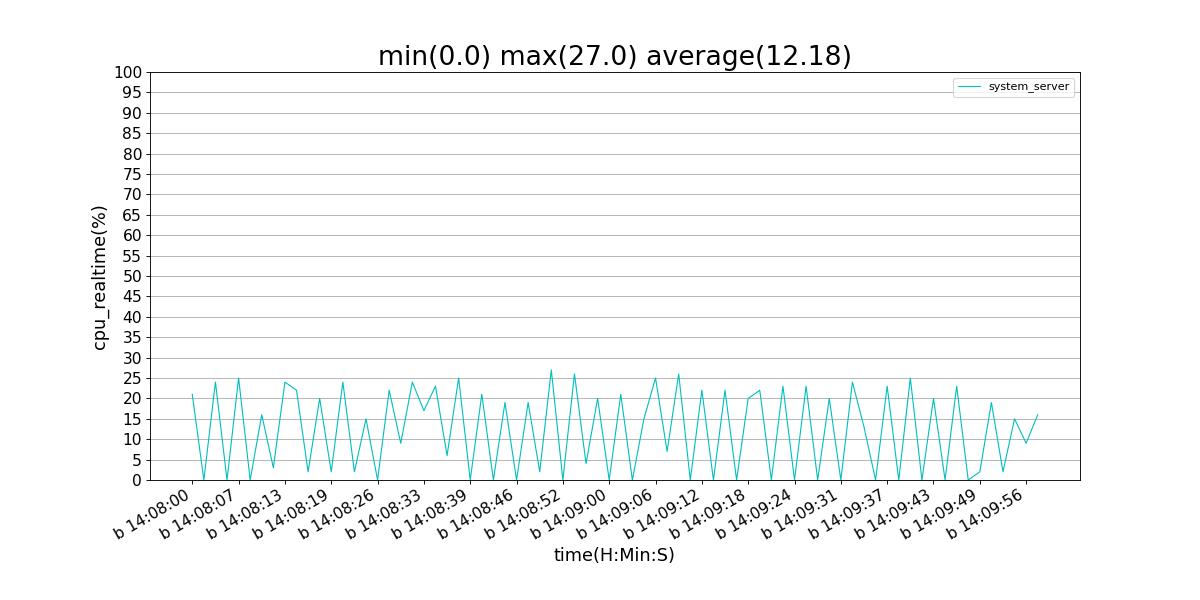 min(0.0) max(27.0) average(12.18)
system_server
cpu_realtime(%)
100
95
90
85
80
75
70
65
60
55
50
45
40
35
30
25
20
15
10
5
0
b 14:08:00
b 14:08:07
b 14:08:13
b 14:08:19
b 14:08:26
b 14:08:33
b 14:08:39
b 14:08:46
b 14:08:52
b 14:09:00
b 14:09:06
b 14:09:12
b 14:09:18
b 14:09:24
b 14:09:31
b 14:09:37
b 14:09:43
b 14:09:49
b 14:09:56
time(H:Min:S)